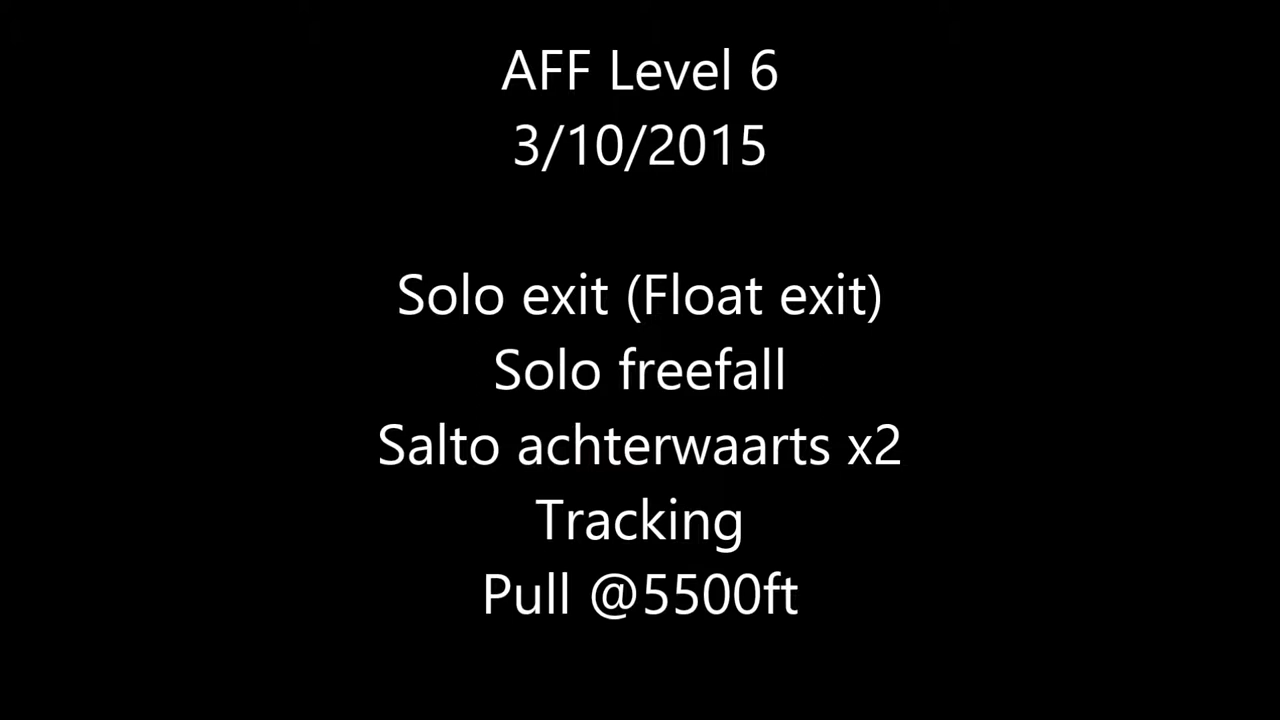 AFF Level 6
3/10/2015
Solo exit (Float exit)
Solo freefall
Salto achterwaarts x2
Tracking
Pull @5500ft